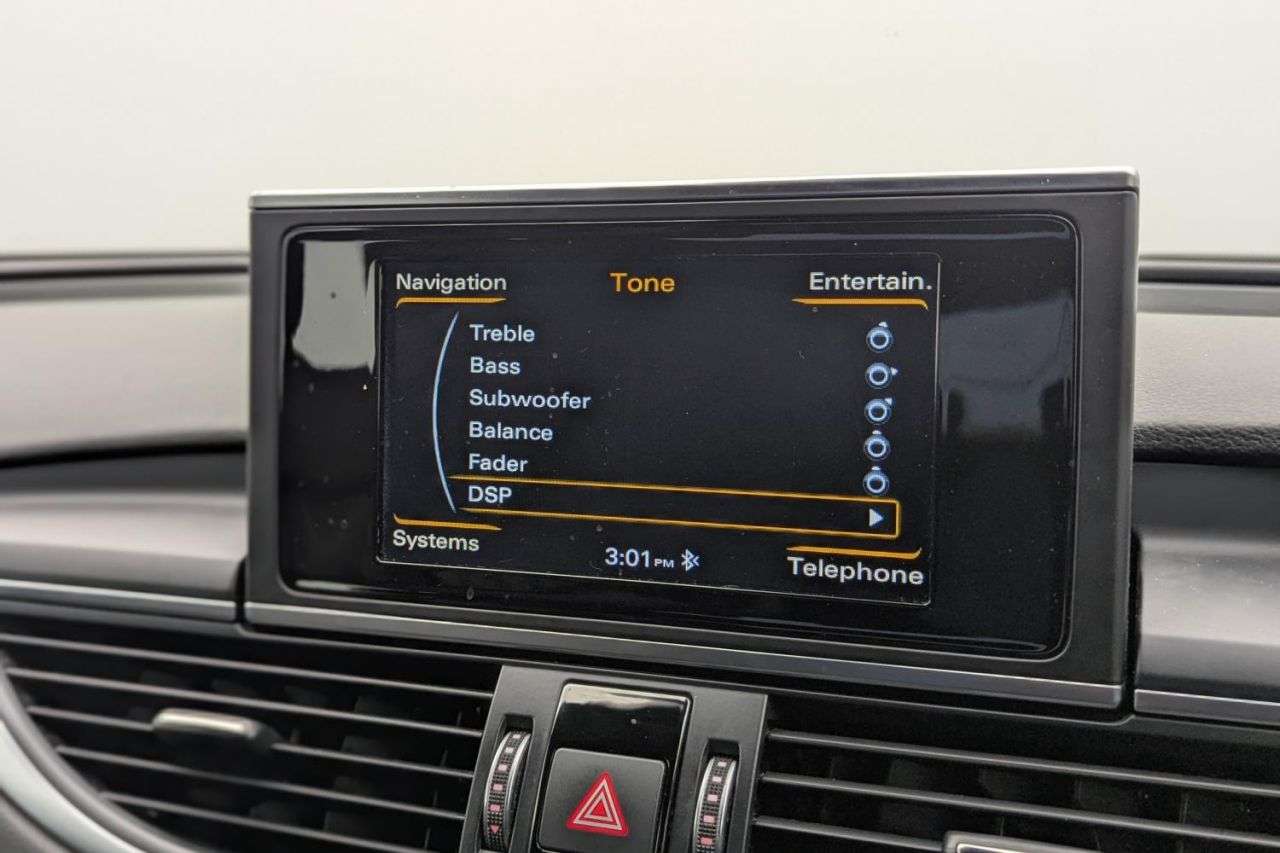 Navigation Tone Entertain.
Treble
Bass
Subwoofer
Balance
Fader
DSP
Systems 3:01 PM Telephone